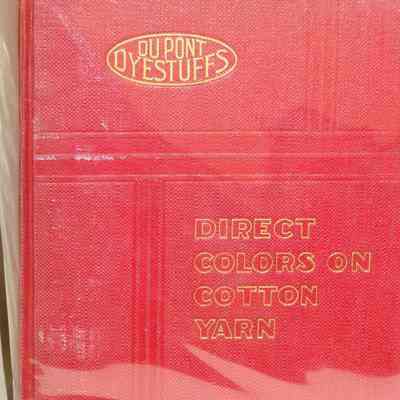 DU PONT
DYESTUFFS
DIRECT
COLORS ON
COTTON
YARN